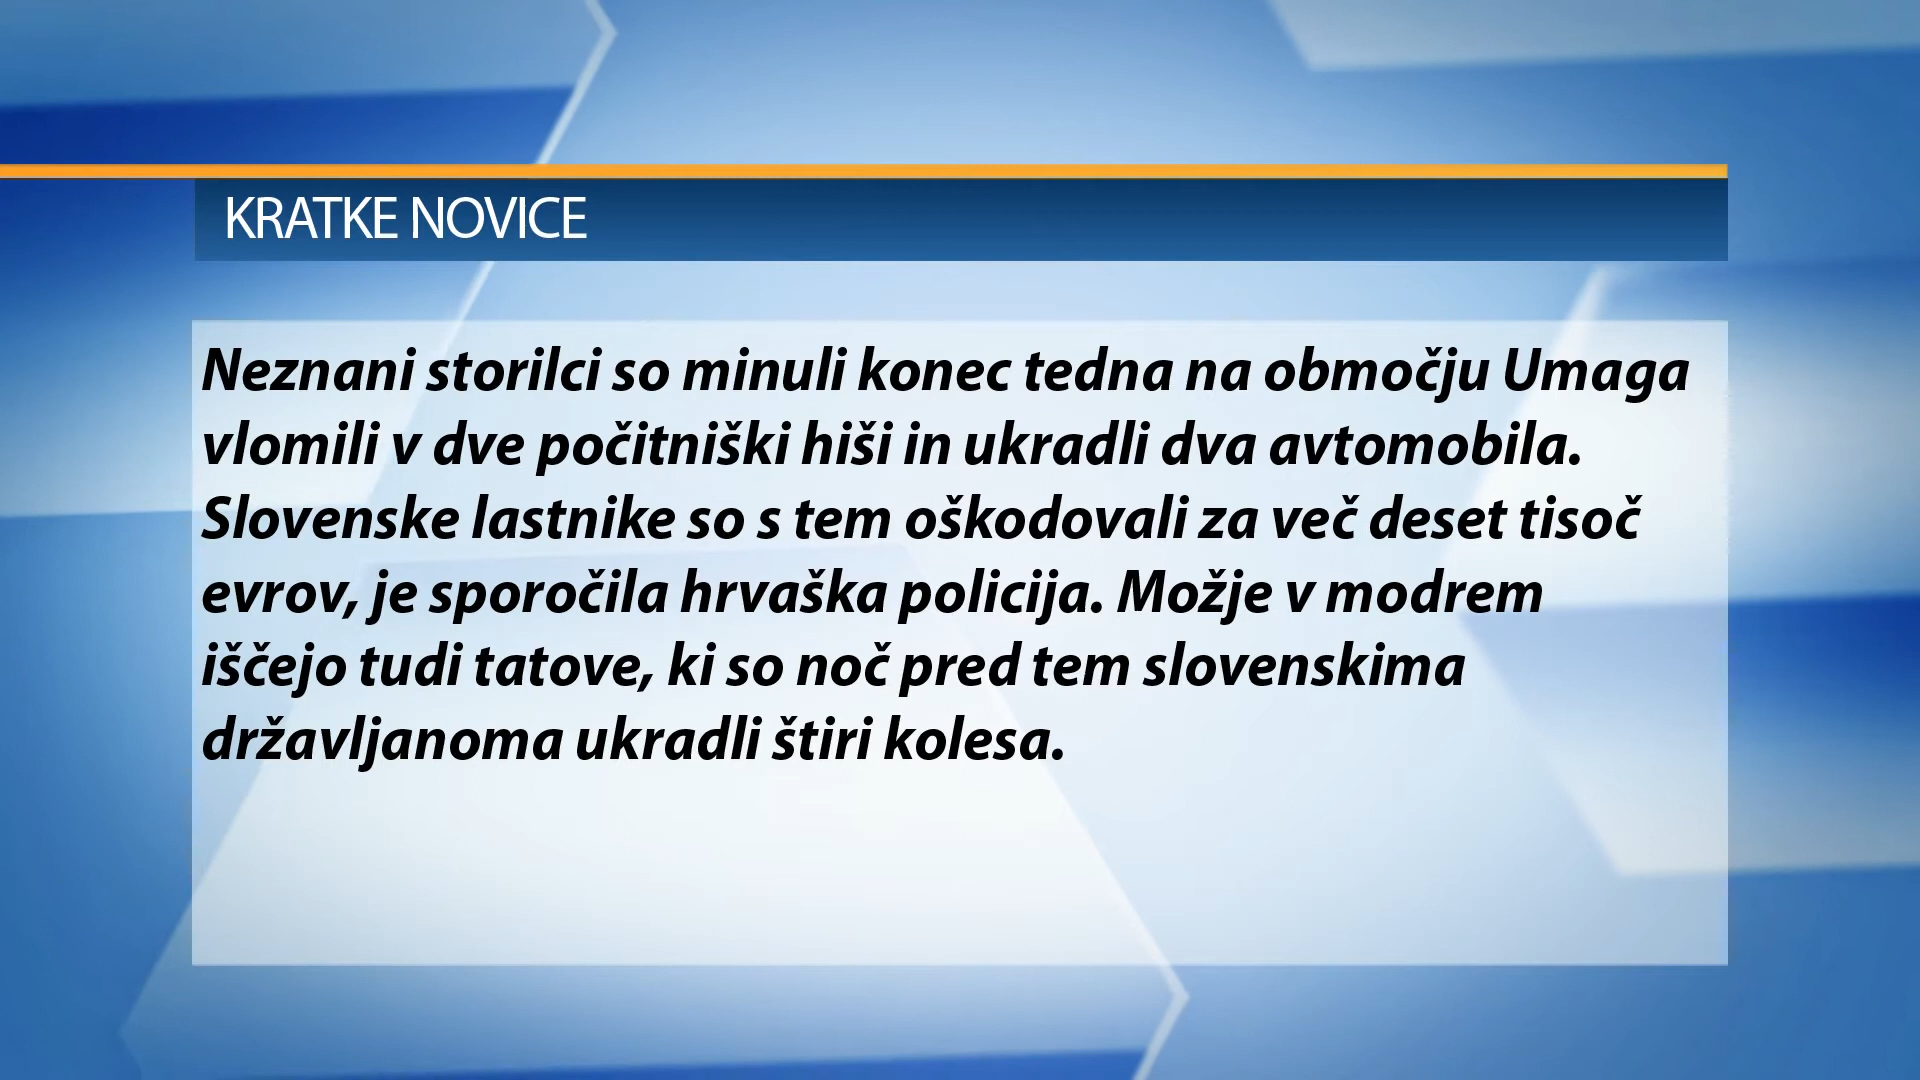 KRATKE NOVICE
Neznani storilci so minuli konec tedna na območju Umaga
vlomili v dve počitniški hiši in ukradli dva avtomobila.
Slovenske lastnike so s tem oškodovali za več deset tisoč
evrov, je sporočila hrvaška policija. Možje v modrem
iščejo tudi tatove, ki so noč pred tem slovenskima
državljanoma ukradli štiri kolesa.